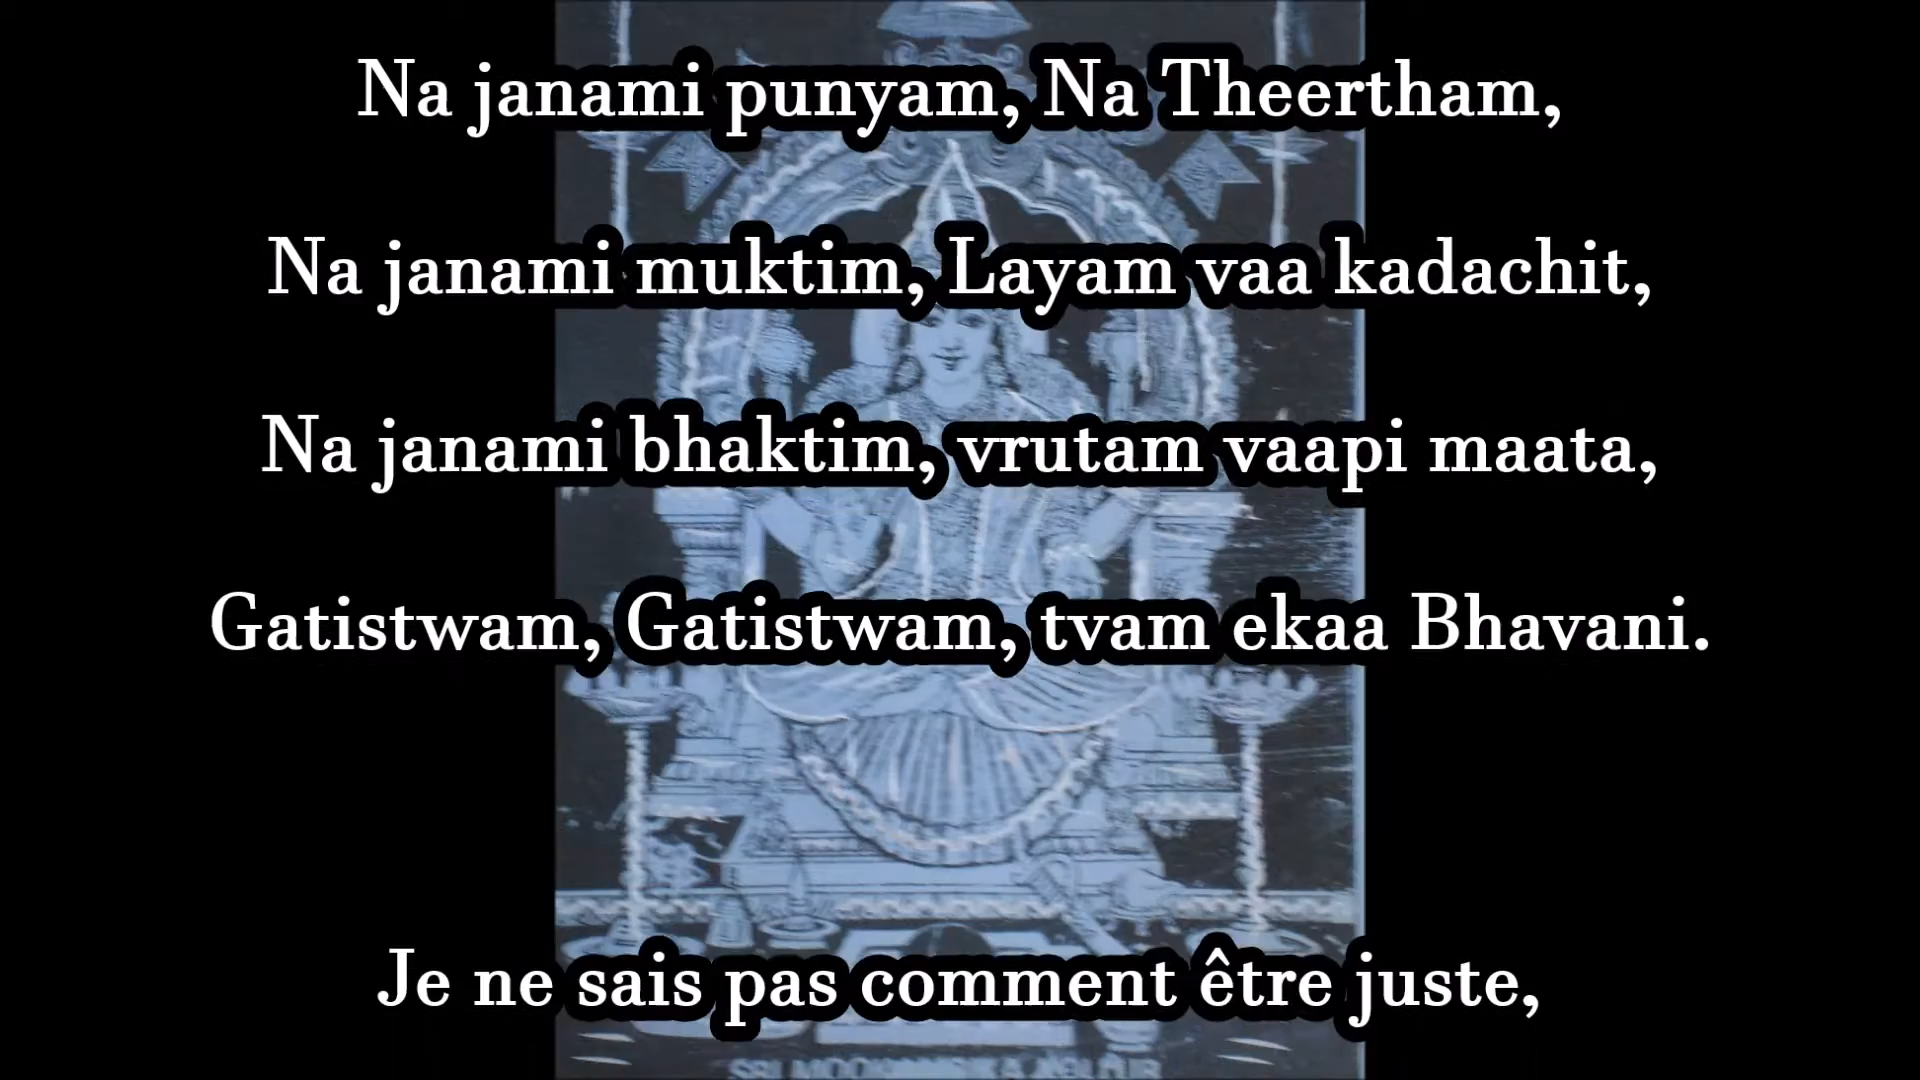 Na janami punyam, Na Theertham,
Na janami muktim, Layam vaa kadachit,
Na janami bhaktim, vrutam vaapi maata,
Gatistwam, Gatistwam, tvam ekaa Bhavani.
Je ne sais pas comment être juste,
SRI